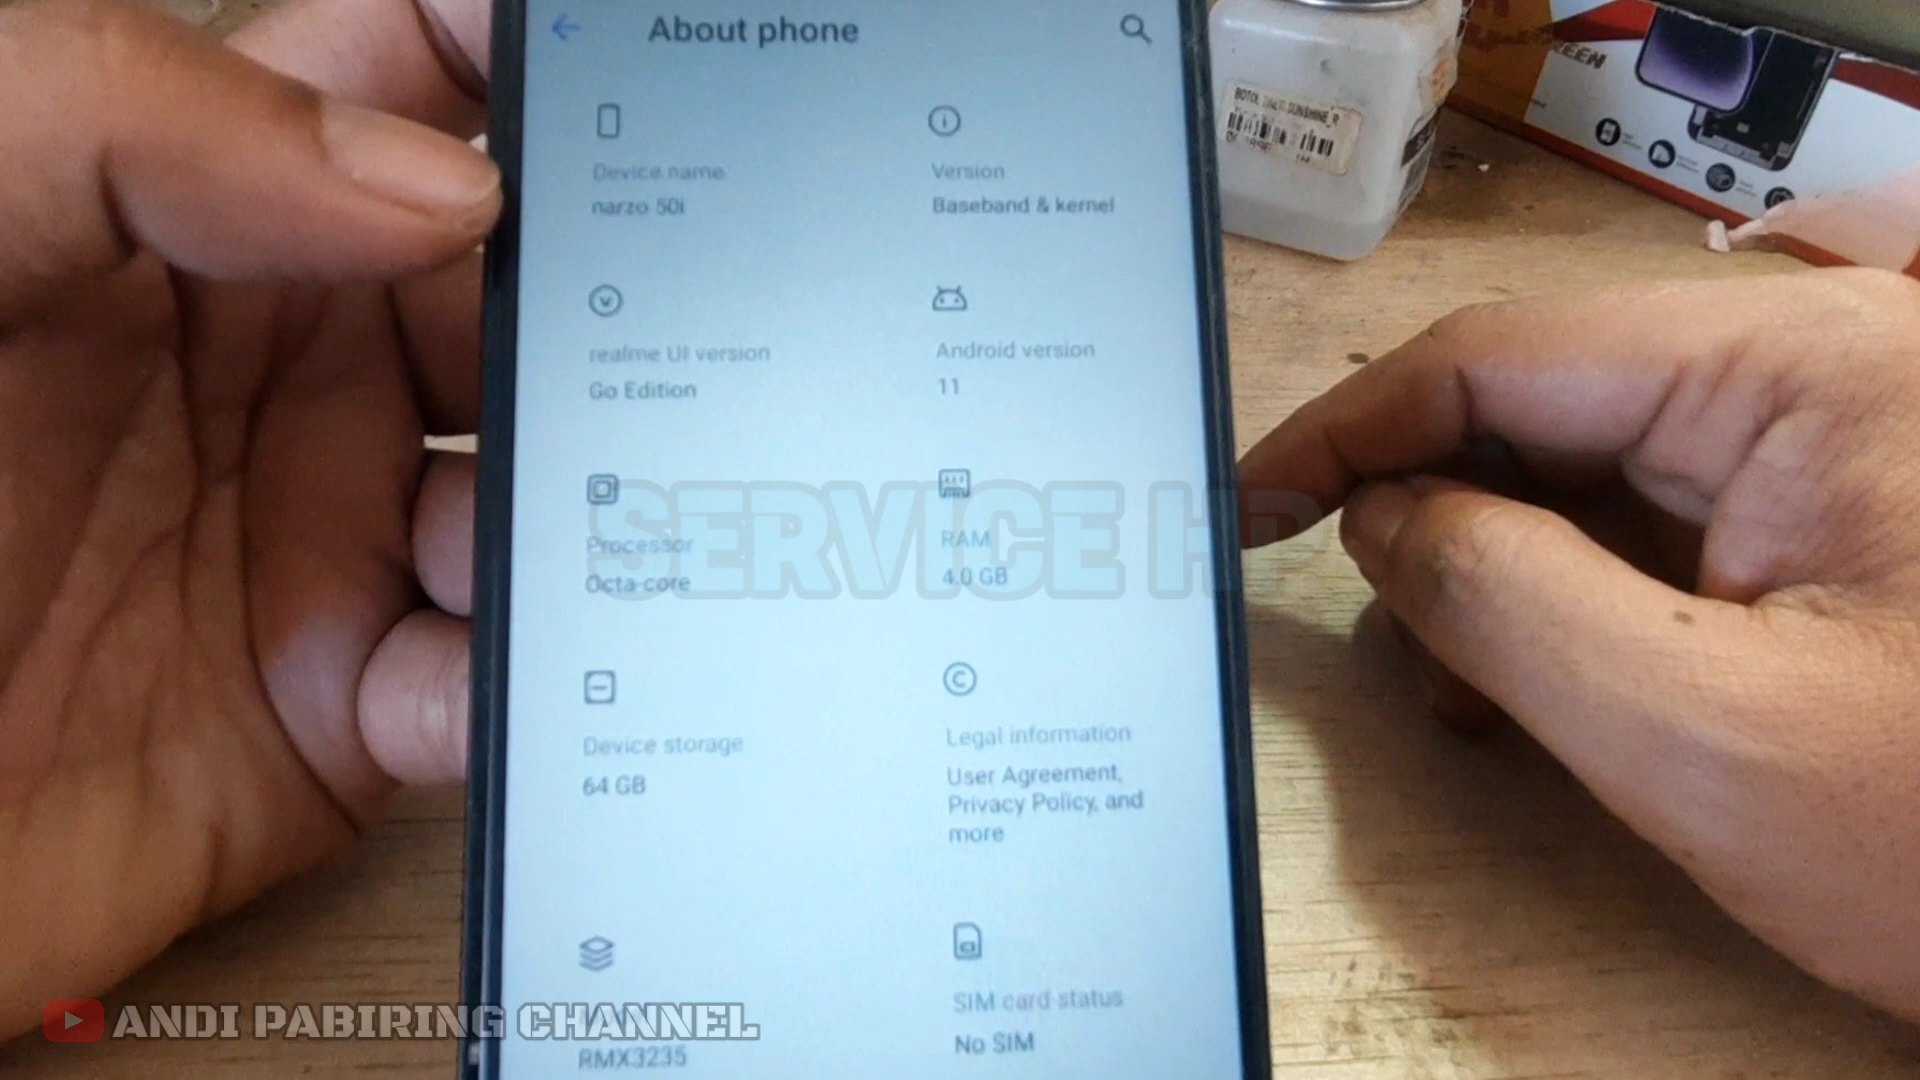 About phone
Device name
narzo 50i
Version
Baseband & kernel
realme UI version
Go Edition
Android version
11
Processor
Octa-core
RAM
4.0 GB
SERVICE HP
Device storage
64 GB
Legal information
User Agreement,
Privacy Policy, and
more
RMX3235
SIM card status
No SIM
ANDI PABIRING CHANNEL